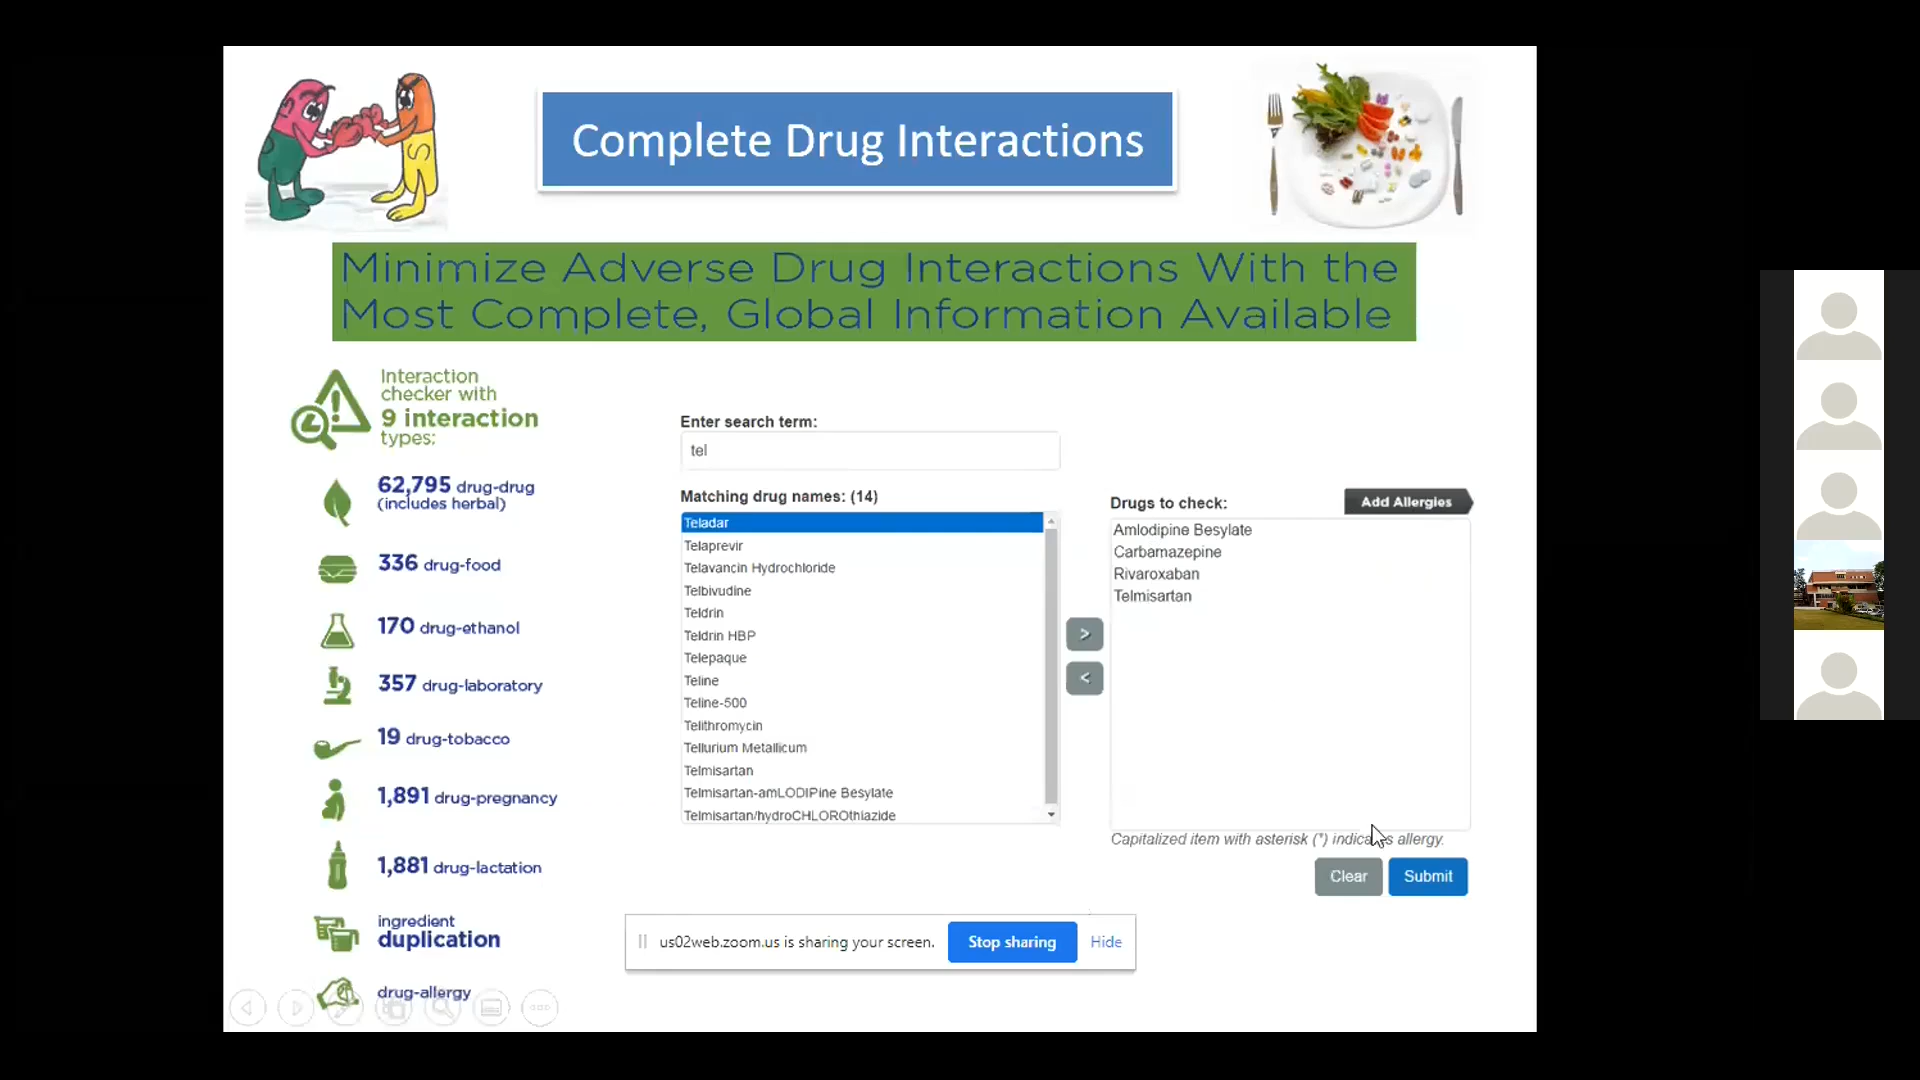 Complete Drug Interactions
Minimize Adverse Drug Interactions With the
Most Complete, Global Information Available
Interaction
checker with
9 interaction
types:
62,795 drug-drug
(includes herbal)
336 drug-food
170 drug-ethanol
357 drug-laboratory
19 drug-tobacco
1,891 drug-pregnancy
1,881 drug-lactation
ingredient
duplication
drug-allergy
Enter search term:
tel
Matching drug names: (14)
Teladar
Telaprevir
Telavancin Hydrochloride
Telbivudine
Teldrin
Teldrin HBP
Telepaque
Teline
Teline-500
Telithromycin
Tellurium Metallicum
Telmisartan
Telmisartan-amLODIPine Besylate
Telmisartan/hydroCHLOROthiazide
>
<
Drugs to check:
Add Allergies
Amlodipine Besylate
Carbamazepine
Rivaroxaban
Telmisartan
Capitalized item with asterisk (*) indicates allergy.
Clear
Submit
us02web.zoom.us is sharing your screen.
Stop sharing
Hide